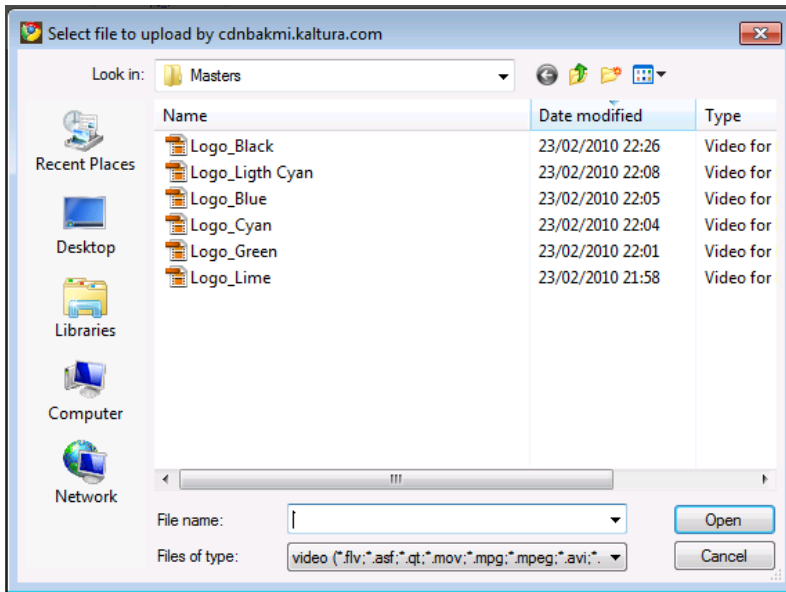 Select file to upload by cdnbakmi.kaltura.com
Look in: Masters
Name Date modified Type
Logo_Black 23/02/2010 22:26 Video for
Logo_Ligth Cyan 23/02/2010 22:08 Video for
Logo_Blue 23/02/2010 22:05 Video for
Logo_Cyan 23/02/2010 22:04 Video for
Logo_Green 23/02/2010 22:01 Video for
Logo_Lime 23/02/2010 21:58 Video for
Recent Places
Desktop
Libraries
Computer
Network
File name: Open
Files of type: video (*.flv;*.asf;*.qt;*.mov;*.mpg;*.mpeg;*.avi;*. Cancel